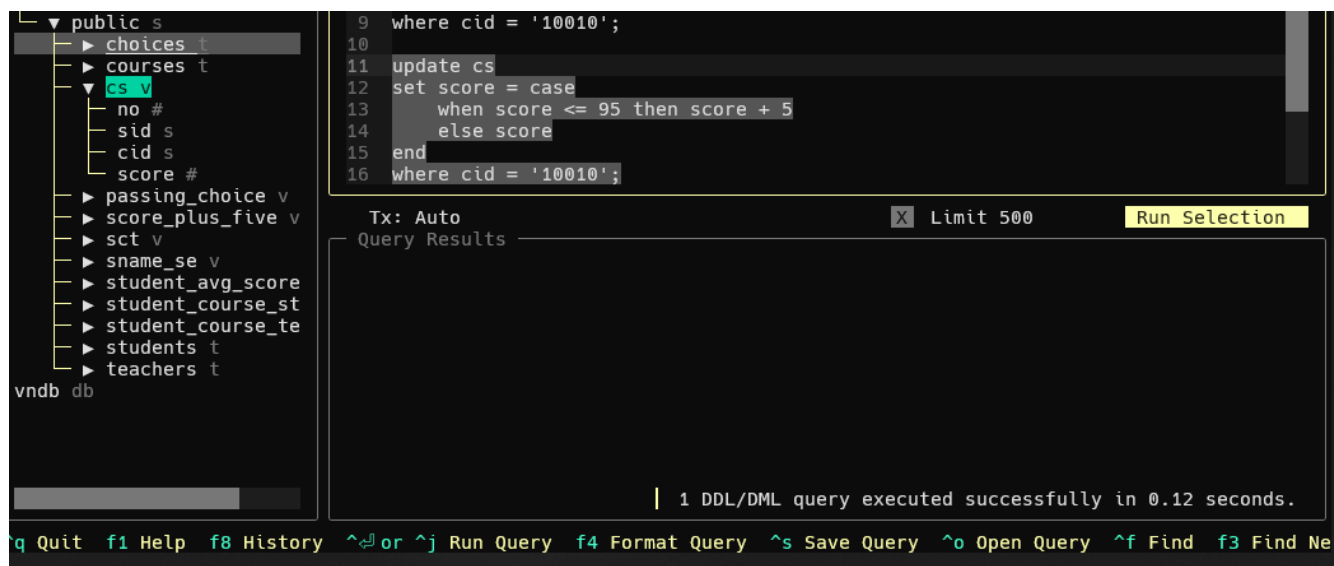 ▼ public s
▶ choices t
▶ courses t
▼ cs v
no #
sid s
cid s
score #
▶ passing_choice v
▶ score_plus_five v
▶ sct v
▶ sname_se v
▶ student_avg_score
▶ student_course_st
▶ student_course_te
▶ students t
▶ teachers t
vndb db
9 where cid = '10010';
10
11 update cs
12 set score = case
13     when score <= 95 then score + 5
14     else score
15 end
16 where cid = '10010';
Tx: Auto X Limit 500 Run Selection
Query Results
1 DDL/DML query executed successfully in 0.12 seconds.
^q Quit f1 Help f8 History ^⏎ or ^j Run Query f4 Format Query ^s Save Query ^o Open Query ^f Find f3 Find Ne